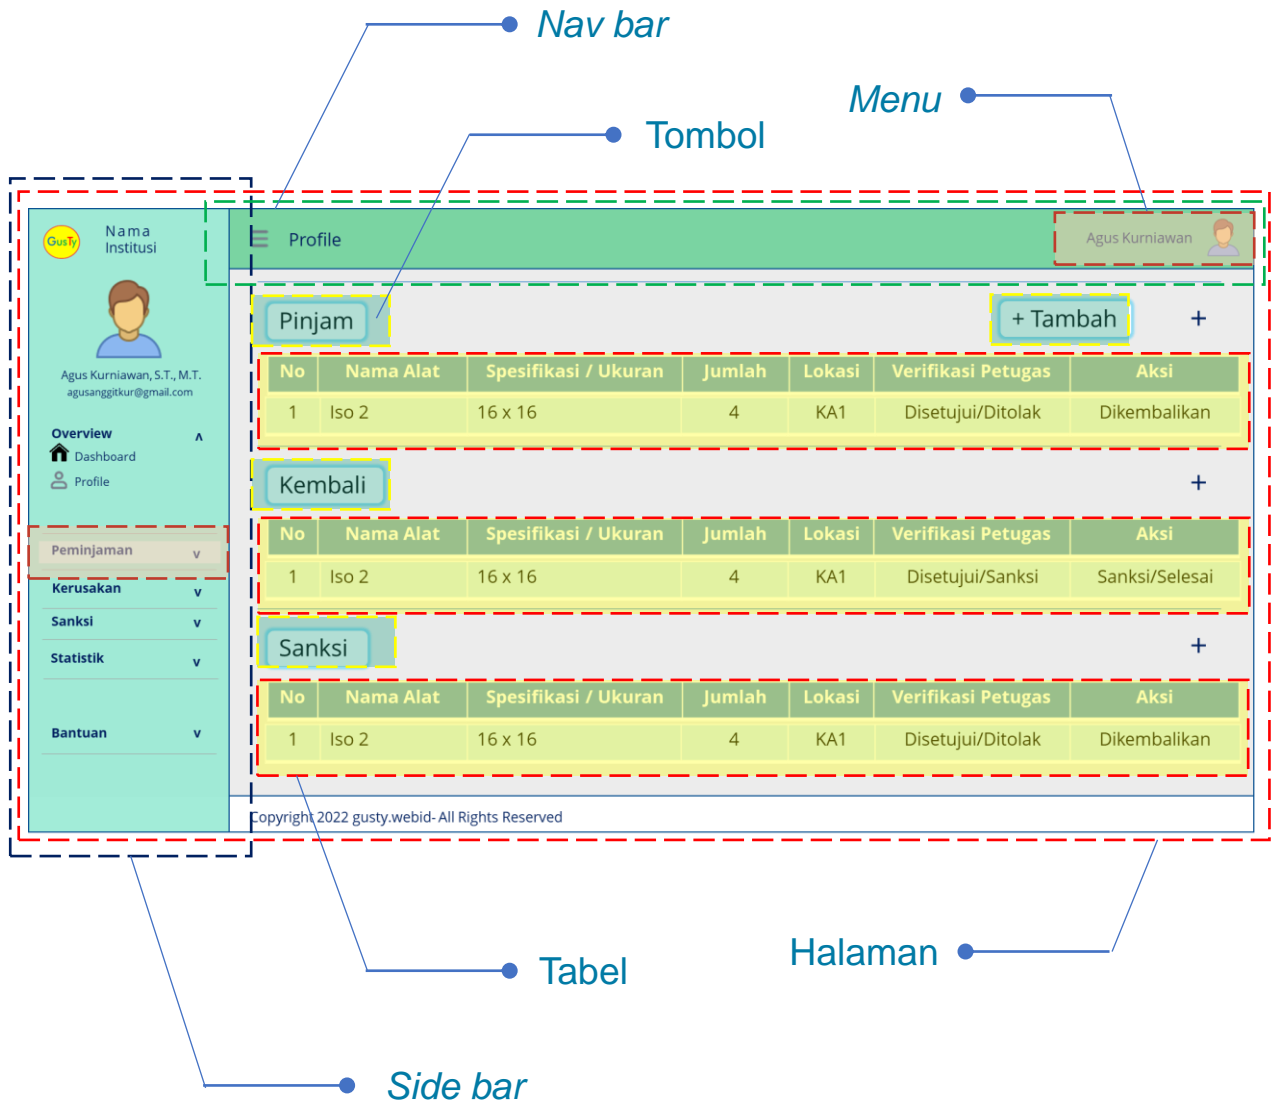 Nav bar
Menu
Tombol
GusTy
Nama
Institusi
Profile
Agus Kurniawan
Agus Kurniawan, S.T., M.T.
agusanggitkur@gmail.com
Overview ʌ
Dashboard
Profile
Peminjaman v
Kerusakan v
Sanksi v
Statistik v
Bantuan v
Pinjam + Tambah +
No Nama Alat Spesifikasi / Ukuran Jumlah Lokasi Verifikasi Petugas Aksi
1 Iso 2 16 x 16 4 KA1 Disetujui/Ditolak Dikembalikan
Kembali +
No Nama Alat Spesifikasi / Ukuran Jumlah Lokasi Verifikasi Petugas Aksi
1 Iso 2 16 x 16 4 KA1 Disetujui/Sanksi Sanksi/Selesai
Sanksi +
No Nama Alat Spesifikasi / Ukuran Jumlah Lokasi Verifikasi Petugas Aksi
1 Iso 2 16 x 16 4 KA1 Disetujui/Ditolak Dikembalikan
Copyright 2022 gusty.webid- All Rights Reserved
Halaman
Tabel
Side bar